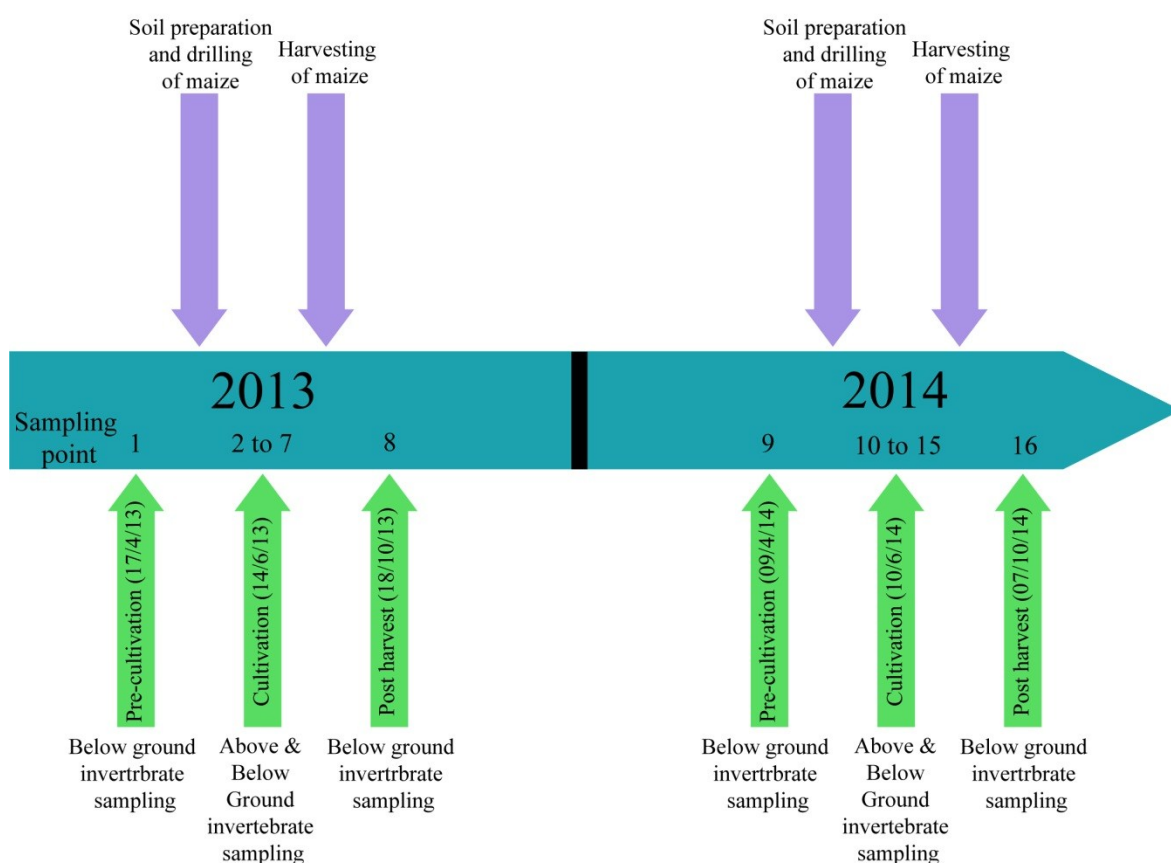 Soil preparation
and drilling
of maize
Harvesting
of maize
Soil preparation
and drilling
of maize
Harvesting
of maize
2013
2014
Sampling
point
1
2 to 7
8
9
10 to 15
16
Pre-cultivation (17/4/13)
Cultivation (14/6/13)
Post harvest (18/10/13)
Pre-cultivation (09/4/14)
Cultivation (10/6/14)
Post harvest (07/10/14)
Below ground
invertrbrate
sampling
Above &
Below
Ground
invertebrate
sampling
Below ground
invertrbrate
sampling
Below ground
invertrbrate
sampling
Above &
Below
Ground
invertebrate
sampling
Below ground
invertrbrate
sampling